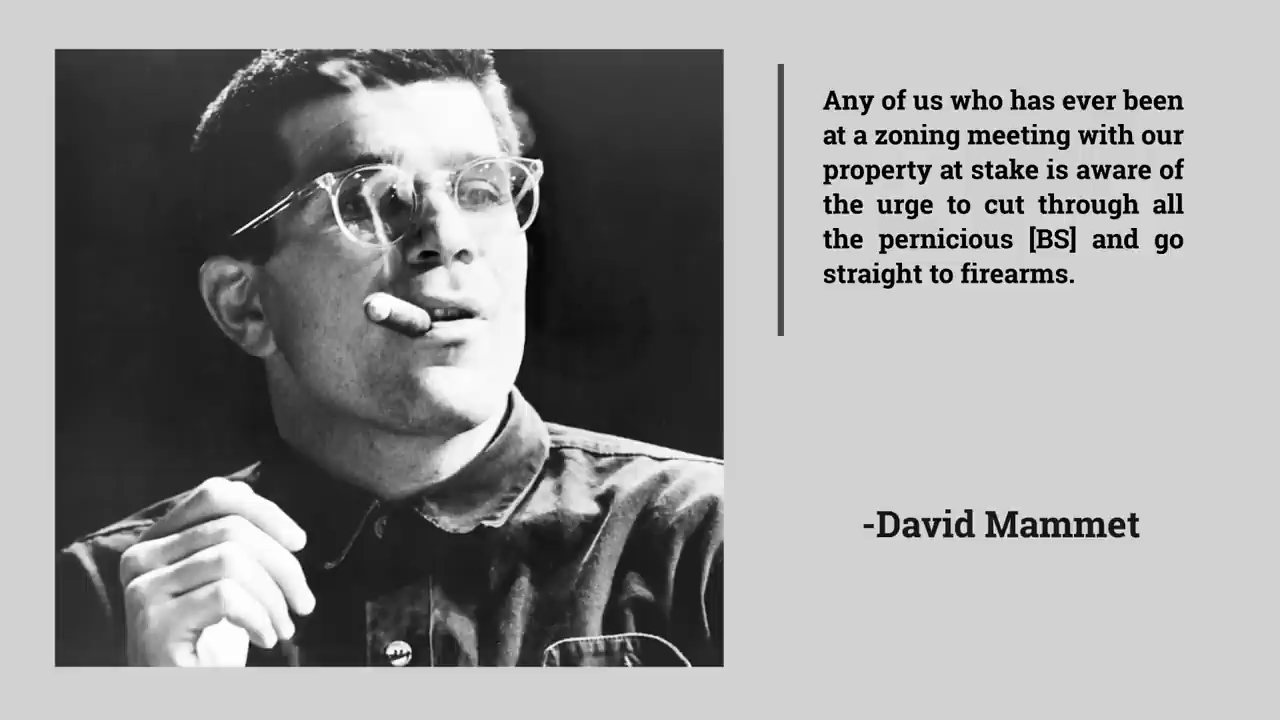 Any of us who has ever been
at a zoning meeting with our
property at stake is aware of
the urge to cut through all
the pernicious [BS] and go
straight to firearms.
-David Mammet